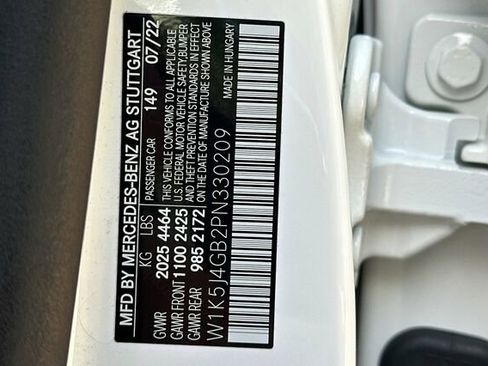 MFD BY MERCEDES-BENZ AG STUTTGART
PASSENGER CAR 149 07/22
KG LBS THIS VEHICLE CONFORMS TO ALL APPLICABLE
GVWR 2025 4464 U.S. FEDERAL MOTOR VEHICLE SAFETY, BUMPER
GAWR FRONT 1100 2425 AND THEFT PREVENTION STANDARDS IN EFFECT
GAWR REAR 985 2172 ON THE DATE OF MANUFACTURE SHOWN ABOVE
MADE IN HUNGARY
W1K5J4GB2PN330209